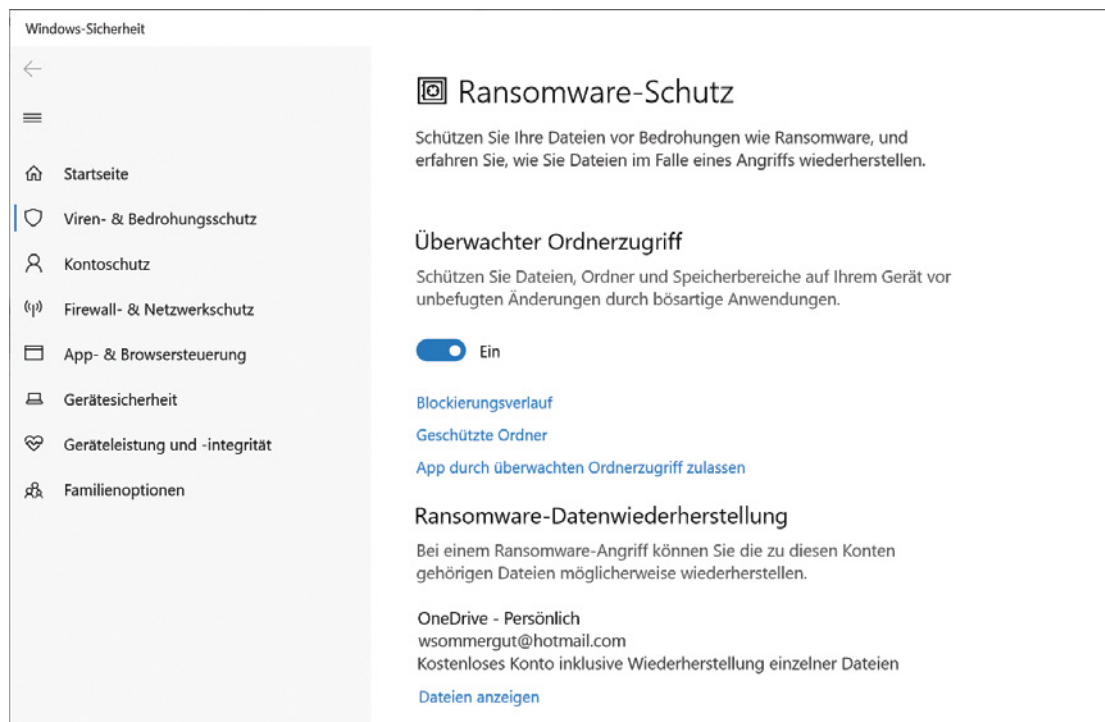 Windows-Sicherheit
Startseite
Viren- & Bedrohungsschutz
Kontoschutz
Firewall- & Netzwerkschutz
App- & Browsersteuerung
Gerätesicherheit
Geräteleistung und -integrität
Familienoptionen
Ransomware-Schutz
Schützen Sie Ihre Dateien vor Bedrohungen wie Ransomware, und
erfahren Sie, wie Sie Dateien im Falle eines Angriffs wiederherstellen.
Überwachter Ordnerzugriff
Schützen Sie Dateien, Ordner und Speicherbereiche auf Ihrem Gerät vor
unbefugten Änderungen durch bösartige Anwendungen.
Ein
Blockierungsverlauf
Geschützte Ordner
App durch überwachten Ordnerzugriff zulassen
Ransomware-Datenwiederherstellung
Bei einem Ransomware-Angriff können Sie die zu diesen Konten
gehörigen Dateien möglicherweise wiederherstellen.
OneDrive - Persönlich
wsommergut@hotmail.com
Kostenloses Konto inklusive Wiederherstellung einzelner Dateien
Dateien anzeigen